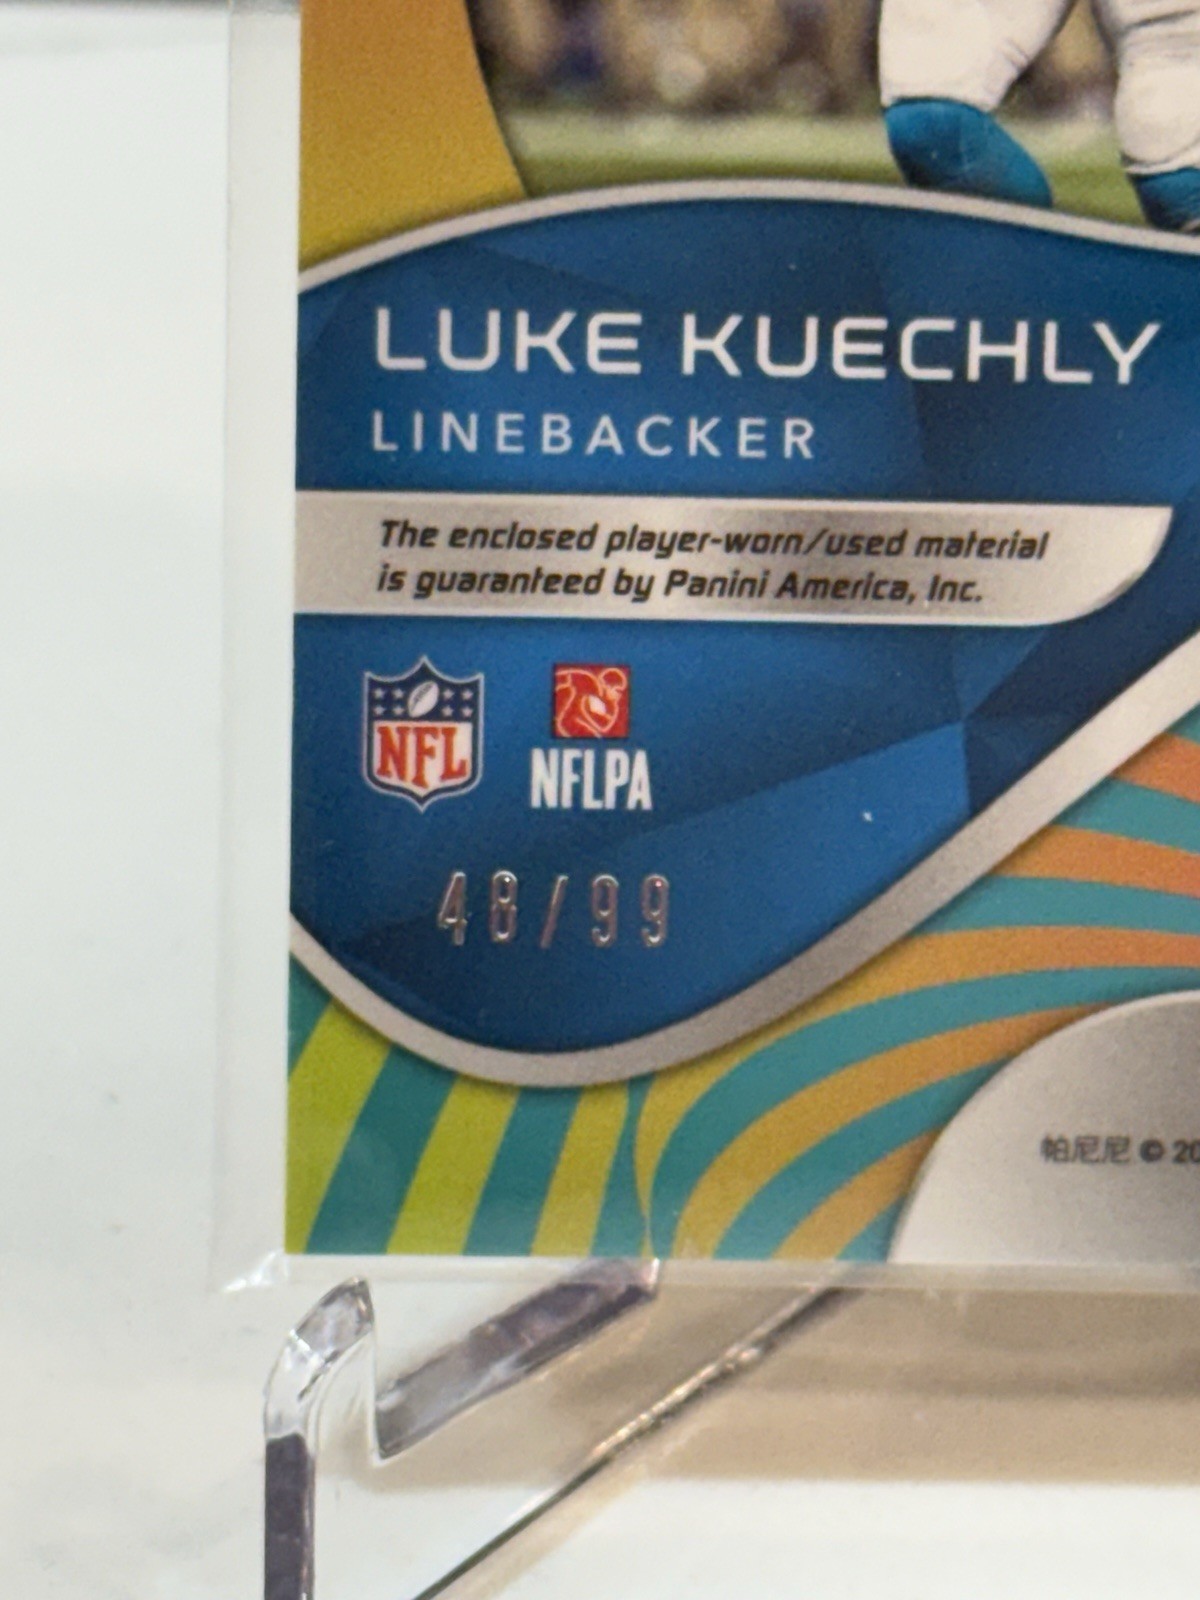 LUKE KUECHLY
LINEBACKER
The enclosed player-worn/used material
is guaranteed by Panini America, Inc.
NFL
NFLPA
48/99
帕尼尼 © 20